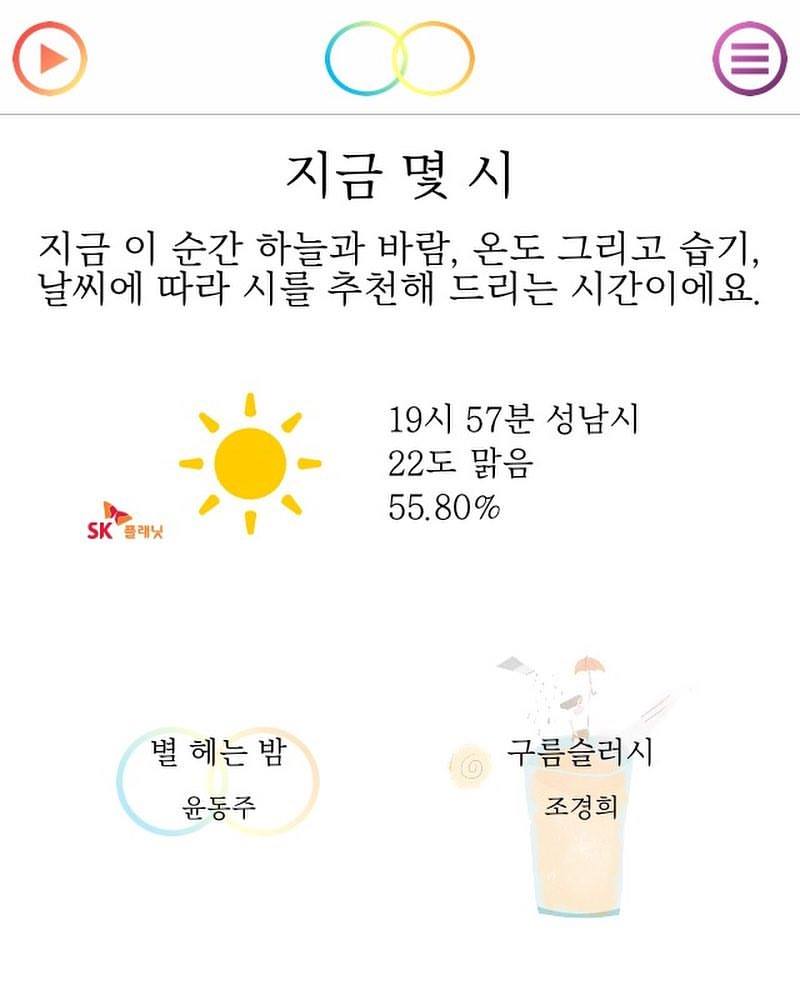 지금 몇 시
지금 이 순간 하늘과 바람, 온도 그리고 습기,
날씨에 따라 시를 추천해 드리는 시간이에요.
19시 57분 성남시
22도 맑음
55.80%
SK 플래닛
별 헤는 밤
윤동주
구름슬러시
조경희